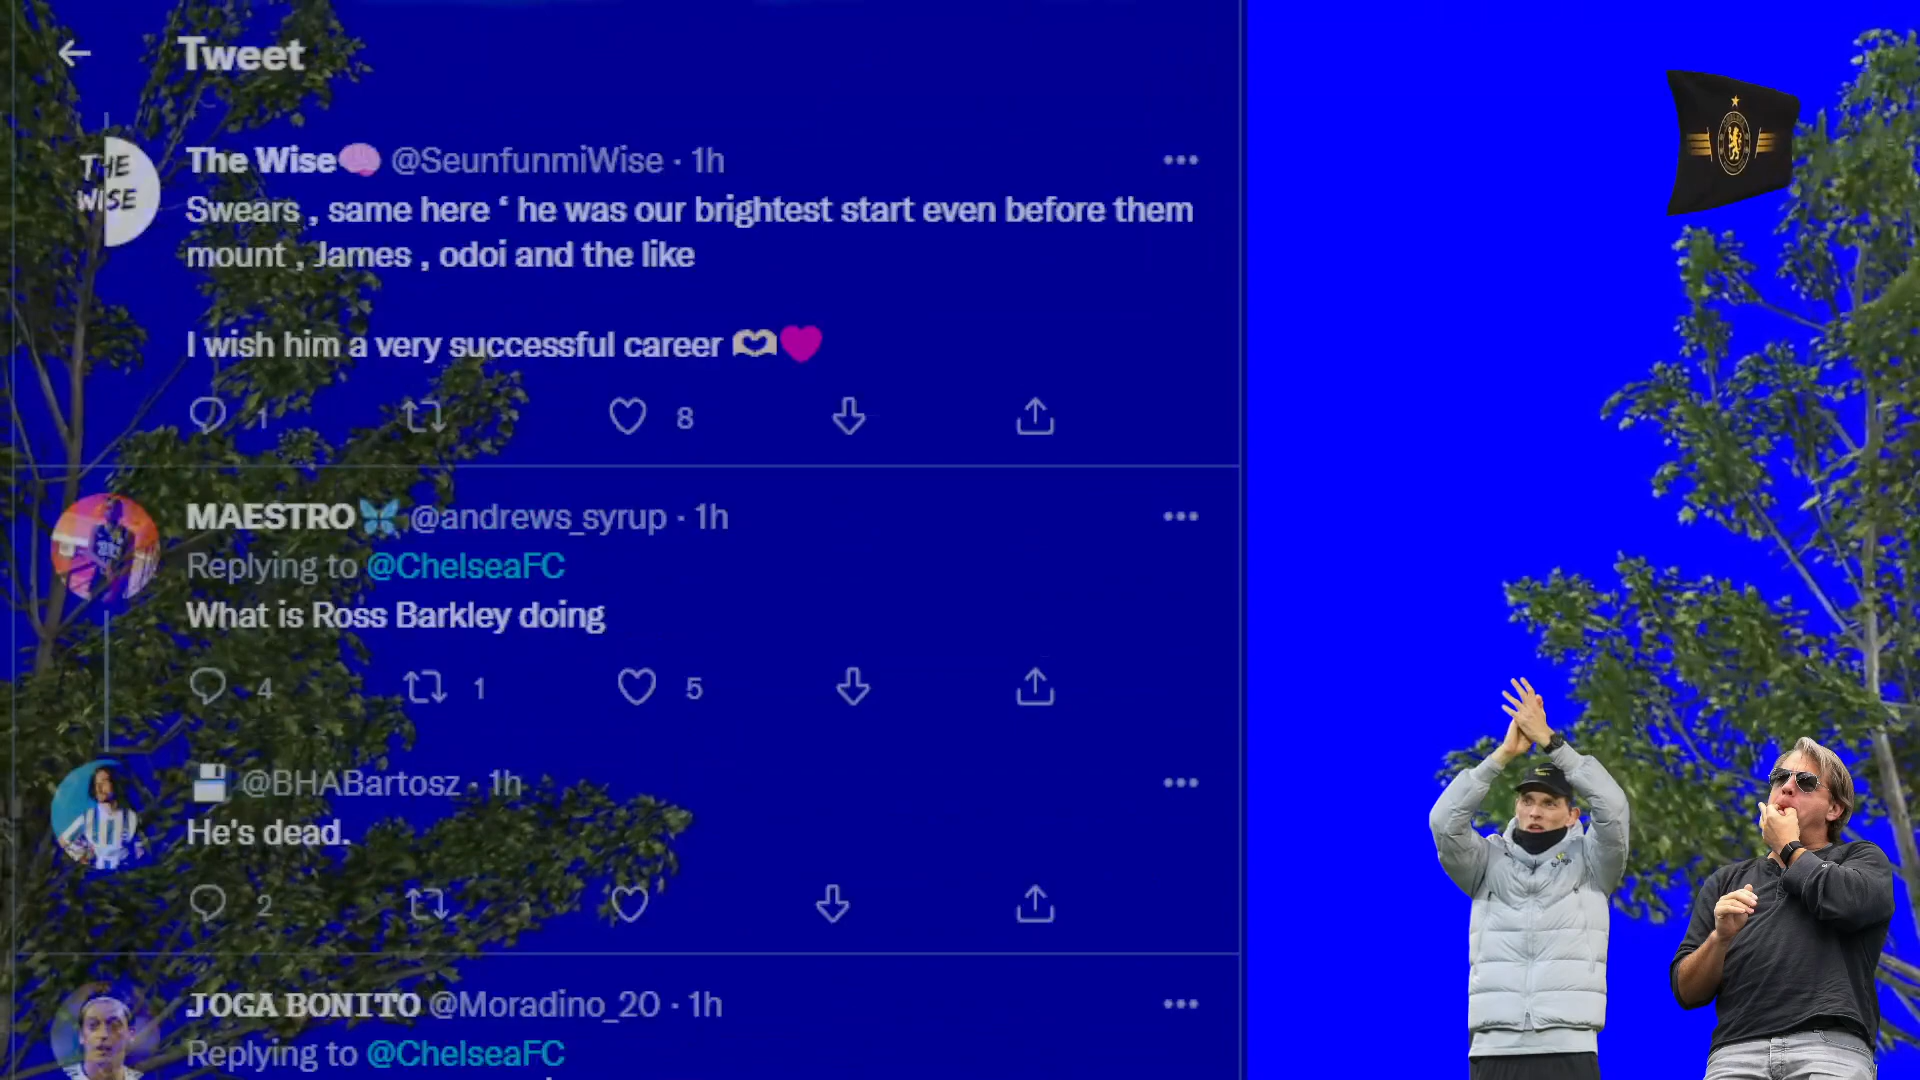 Tweet
THE
WISE
The Wise🧠 @SeunfunmiWise · 1h
Swears , same here ‘ he was our brightest start even before them
mount , James , odoi and the like
I wish him a very successful career 🫶💗
1
8
MAESTRO🦋 @andrews_syrup · 1h
Replying to @ChelseaFC
What is Ross Barkley doing
4 1 5
💾 @BHABartosz · 1h
He's dead.
2
JOGA BONITO @Moradino_20 · 1h
Replying to @ChelseaFC